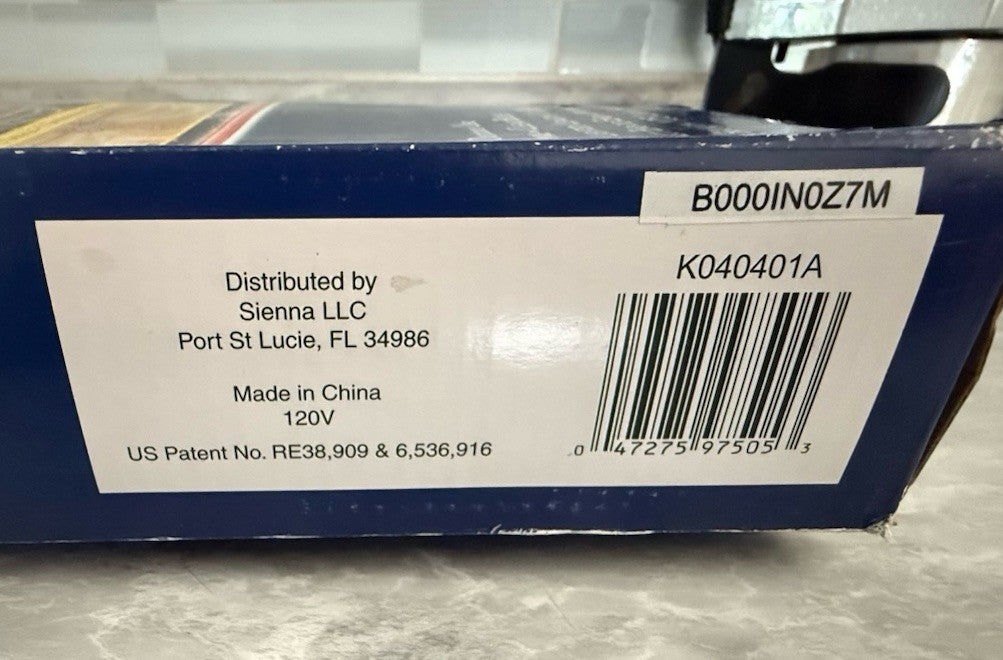 B000IN0Z7M
K040401A
Distributed by
Sienna LLC
Port St Lucie, FL 34986
Made in China
120V
US Patent No. RE38,909 & 6,536,916
0 47275 97505 3